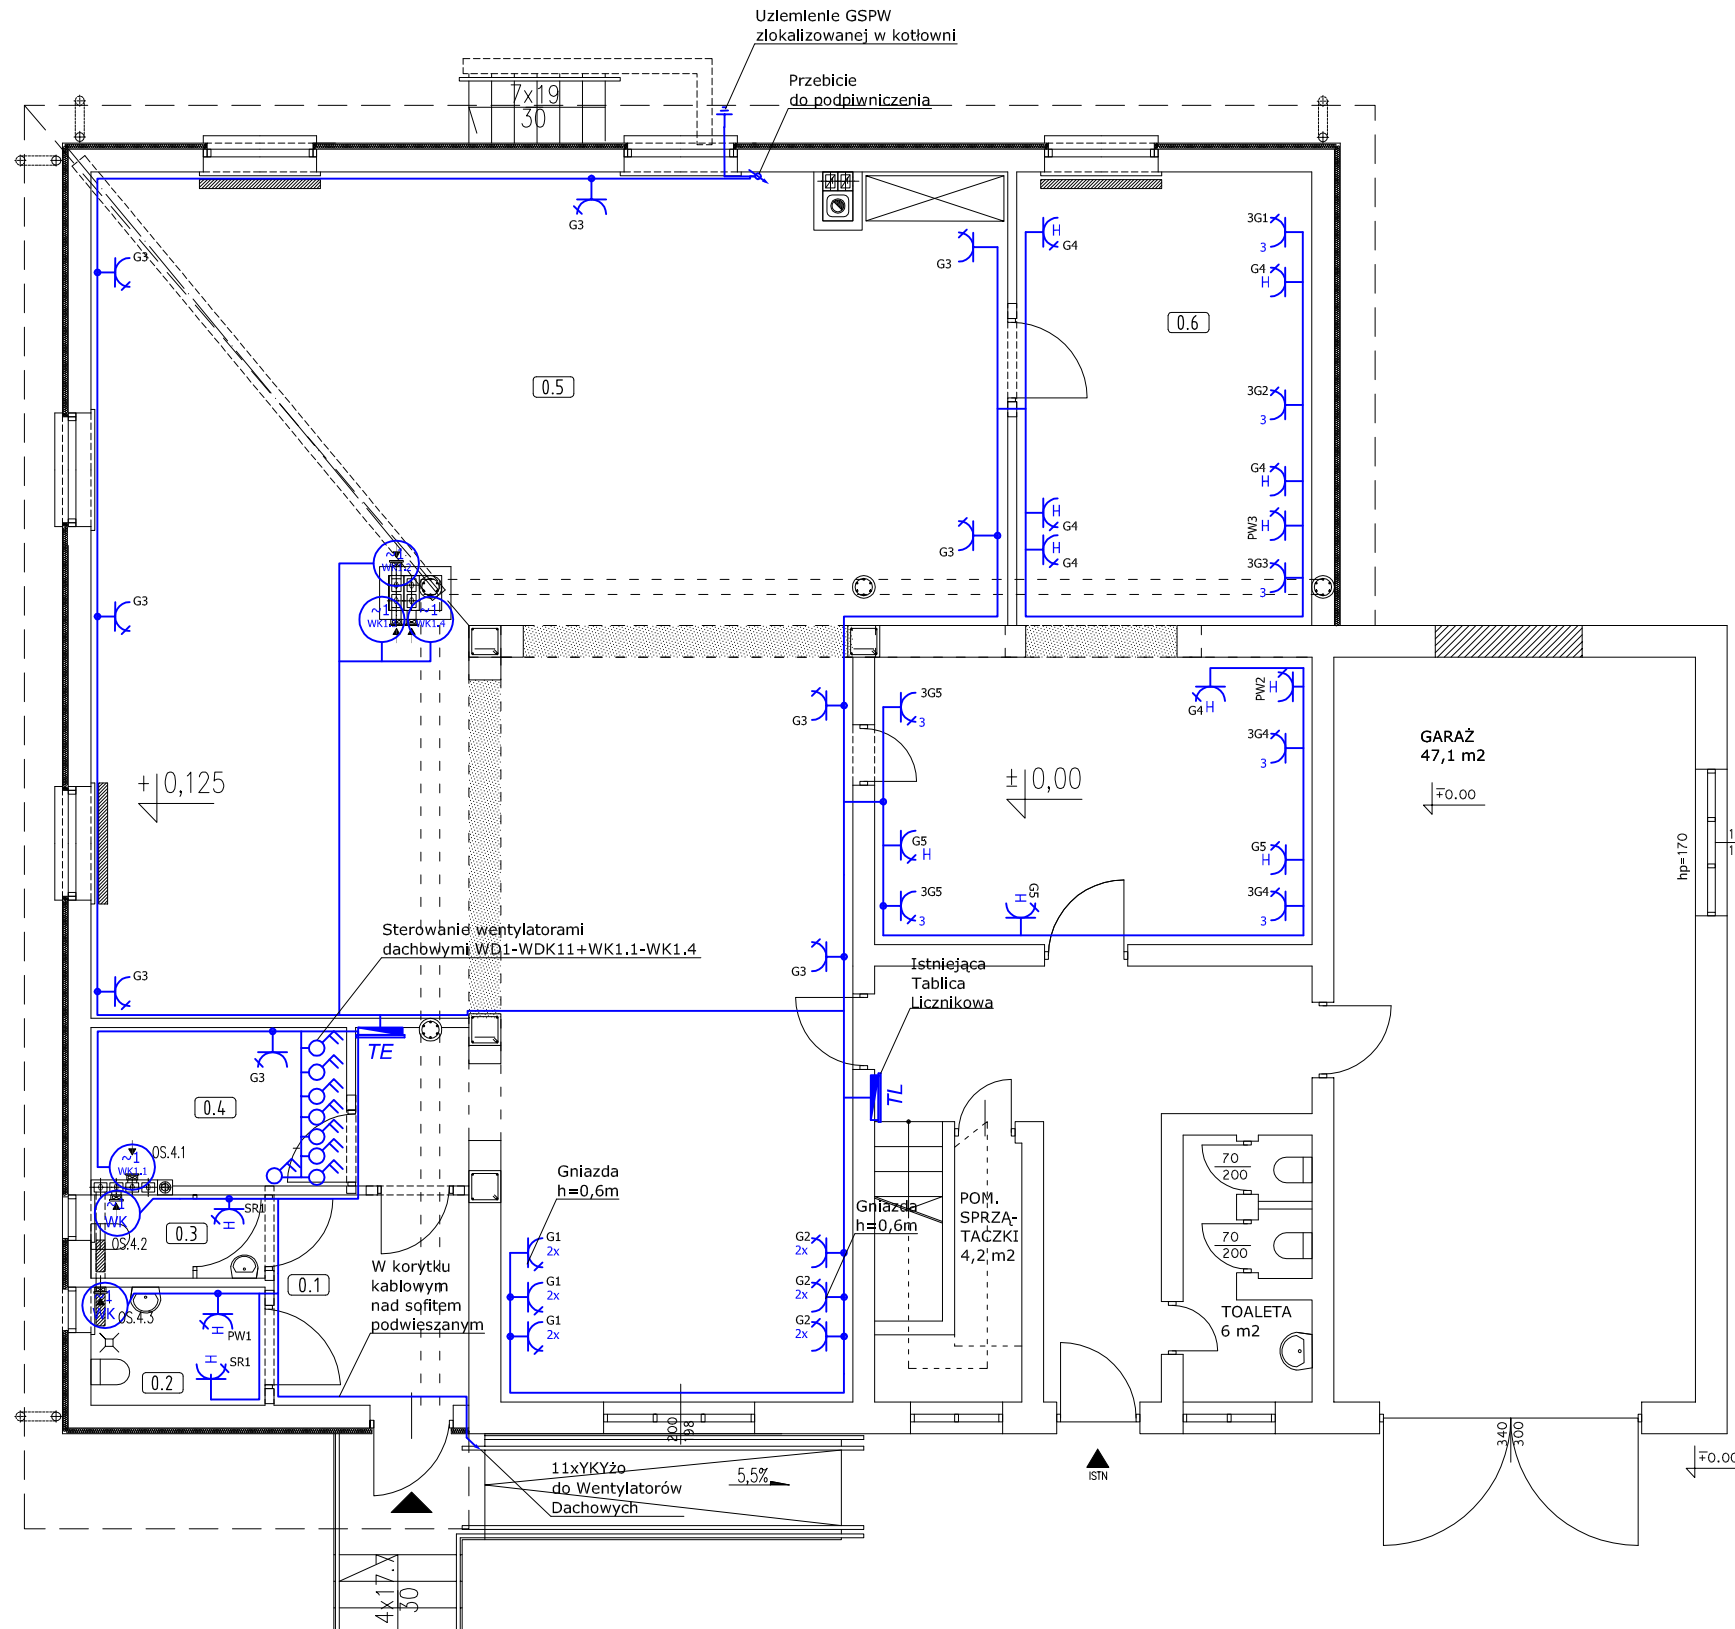 Uziemienie GSPW
zlokalizowanej w kotłowni
Przebicie
do podpiwniczenia
7x19
30
G3
G3
G3
G4
3G1
3
G4
H
H
0.6
0.5
3G2
3
G4
H
PW3
H
3G3
3
G3
H
G4
H
G4
~1
WK1.2
~1
~1
WK1.4
G3
G3
3G5
3
G4
H
PW2
H
3G4
3
GARAŻ
47,1 m2
∓0.00
+0,125
±0,00
hp=170
G5
H
G5
H
3G5
3
H
G5
3G4
3
Sterowanie wentylatorami
dachowymi WD1-WDK11+WK1.1-WK1.4
G3
G3
Istniejąca
Tablica
Licznikowa
TE
TL
G3
0.4
~1
WK1.1
OS.4.1
~1
WK
OS.4.2
0.3
SR1
H
0.1
WK
OS.4.3
H
PW1
H
SR1
0.2
W korytku
kablowym
nad sofitem
podwieszanym
Gniazda
h=0,6m
G1
2x
G1
2x
G1
2x
Gniazda
h=0,6m
G2
2x
G2
2x
G2
2x
POM.
SPRZĄ-
TACZKI
4,2 m2
70
200
70
200
TOALETA
6 m2
200
198
340
300
∓0.00
ISTN
11xYKYżo
do Wentylatorów
Dachowych
5,5%
4x17.X
30